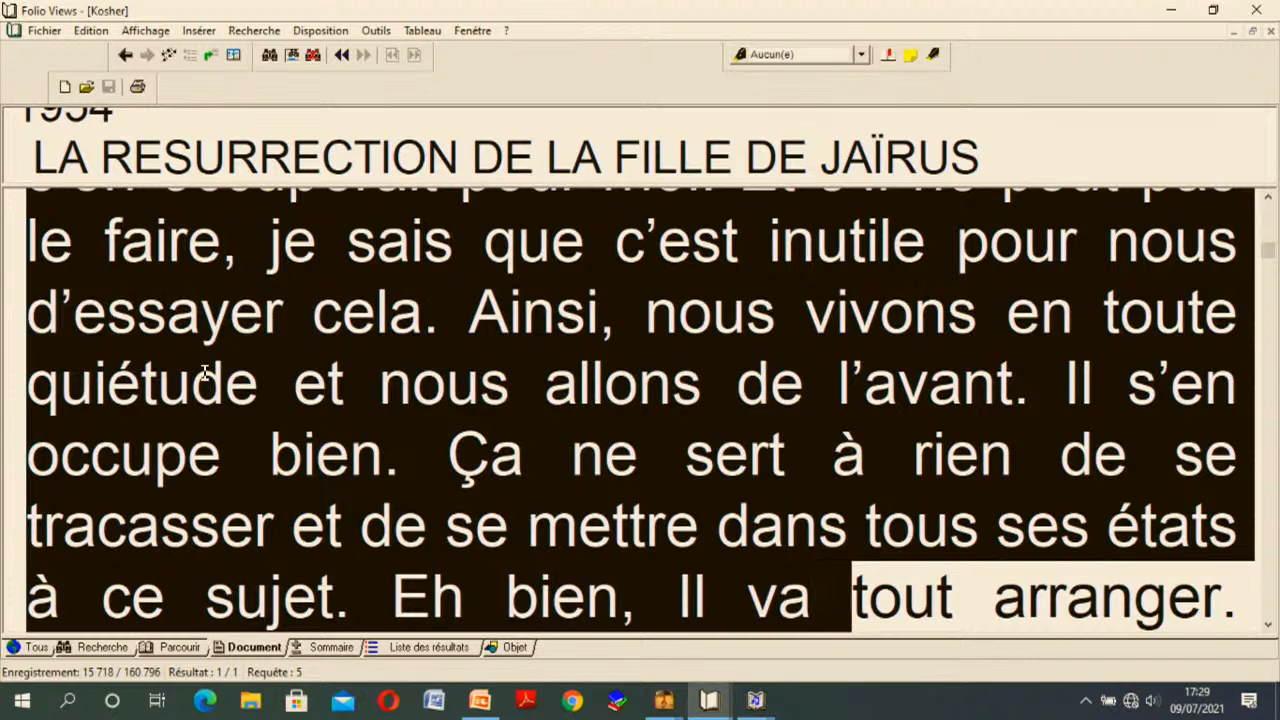 Folio Views - [Kosher]
Fichier Edition Affichage Insérer Recherche Disposition Outils Tableau Fenêtre ?
Aucun(e)
1954
LA RESURRECTION DE LA FILLE DE JAÏRUS
le faire, je sais que c’est inutile pour nous
d’essayer cela. Ainsi, nous vivons en toute
quiétude et nous allons de l’avant. Il s’en
occupe bien. Ça ne sert à rien de se
tracasser et de se mettre dans tous ses états
à ce sujet. Eh bien, Il va tout arranger.
Tous Recherche Parcourir Document Sommaire Liste des résultats Objet
Enregistrement: 15 718 / 160 796 Résultat : 1 / 1 Requête : 5
17:29
09/07/2021